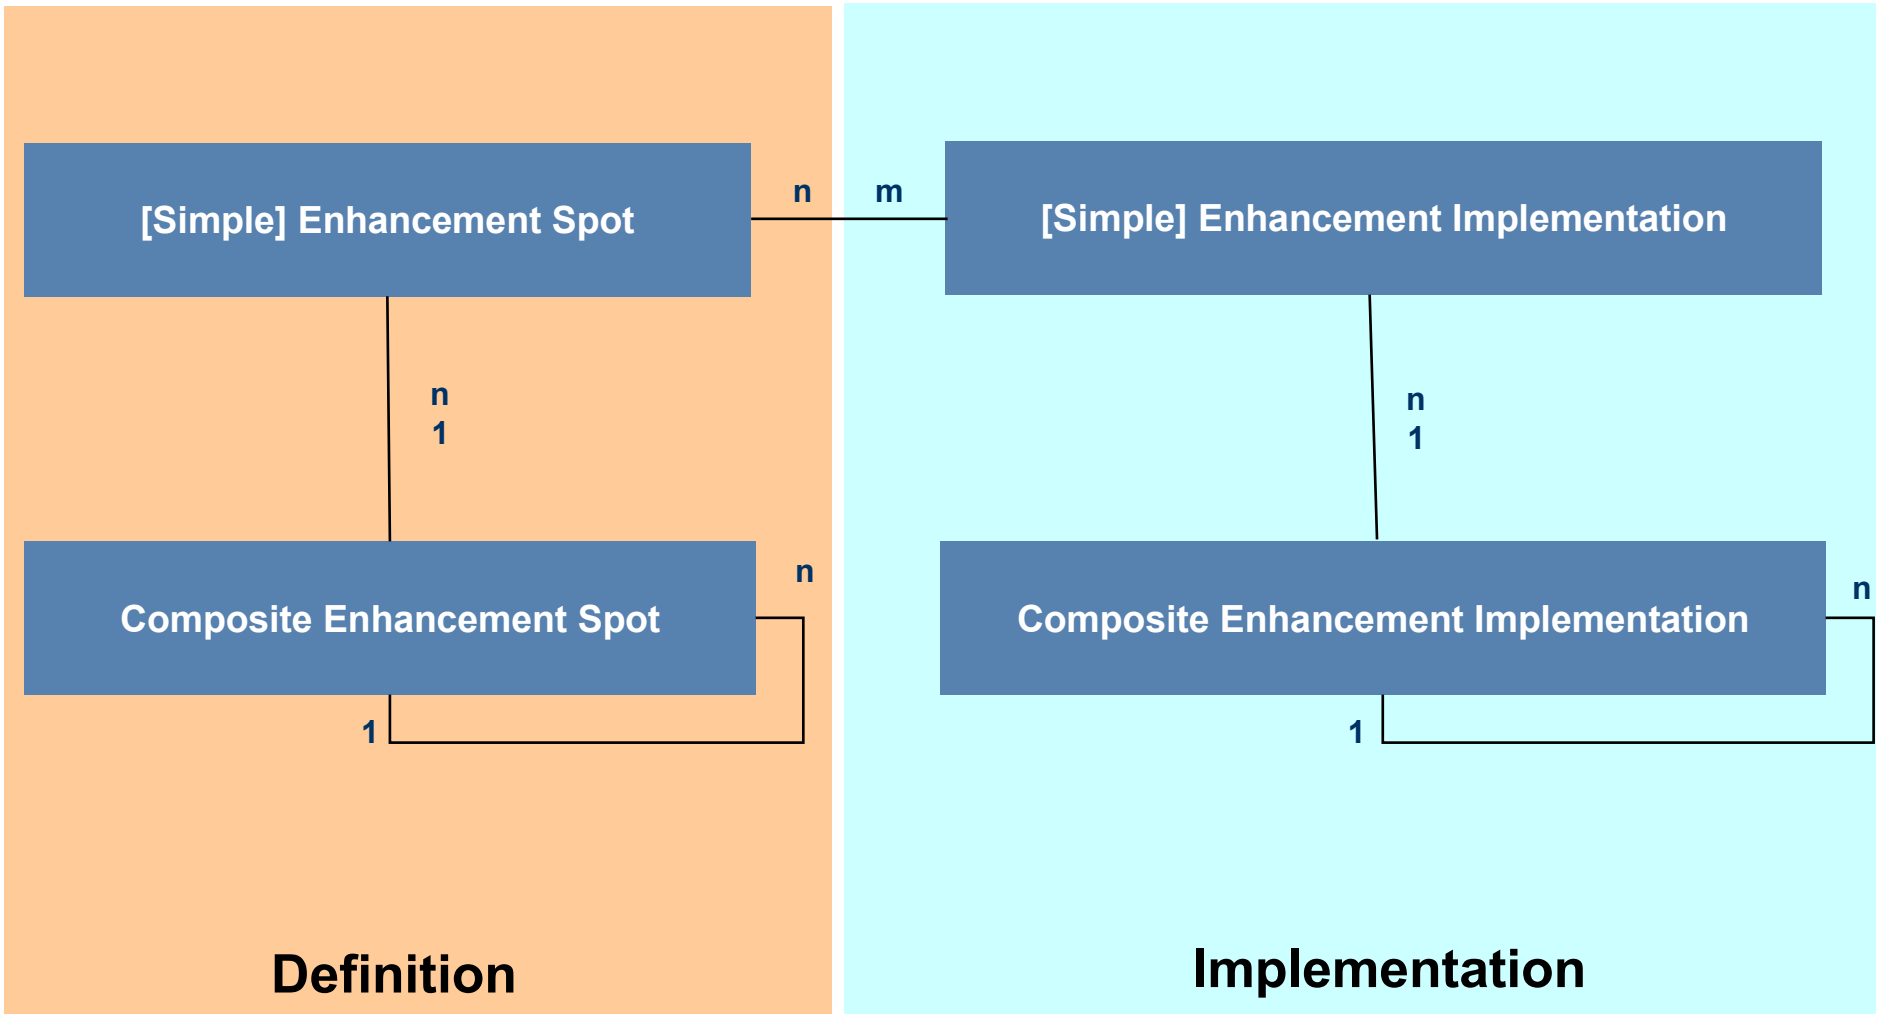 n m
[Simple] Enhancement Spot
[Simple] Enhancement Implementation
n
1
n
1
n
n
Composite Enhancement Spot
Composite Enhancement Implementation
1
1
Definition
Implementation